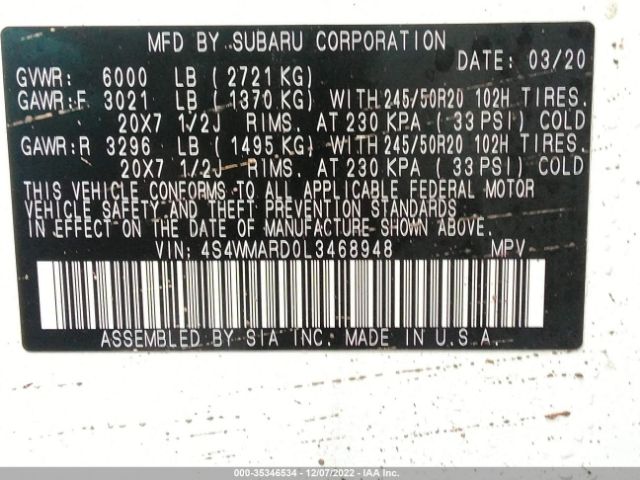 MFD BY SUBARU CORPORATION
DATE: 03/20
GVWR: 6000 LB (2721 KG)
GAWR:F 3021 LB (1370 KG) WITH 245/50R20 102H TIRES.
20X7 1/2J RIMS. AT 230 KPA (33 PSI) COLD
GAWR:R 3296 LB (1495 KG) WITH 245/50R20 102H TIRES.
20X7 1/2J RIMS. AT 230 KPA (33 PSI) COLD
THIS VEHICLE CONFORMS TO ALL APPLICABLE FEDERAL MOTOR
VEHICLE SAFETY AND THEFT PREVENTION STANDARDS
IN EFFECT ON THE DATE OF MANUFACTURE SHOWN ABOVE.
VIN: 4S4WMARD0L3468948 MPV
ASSEMBLED BY SIA INC. MADE IN U.S.A.
000-35346534 - 12/07/2022 - IAA Inc.